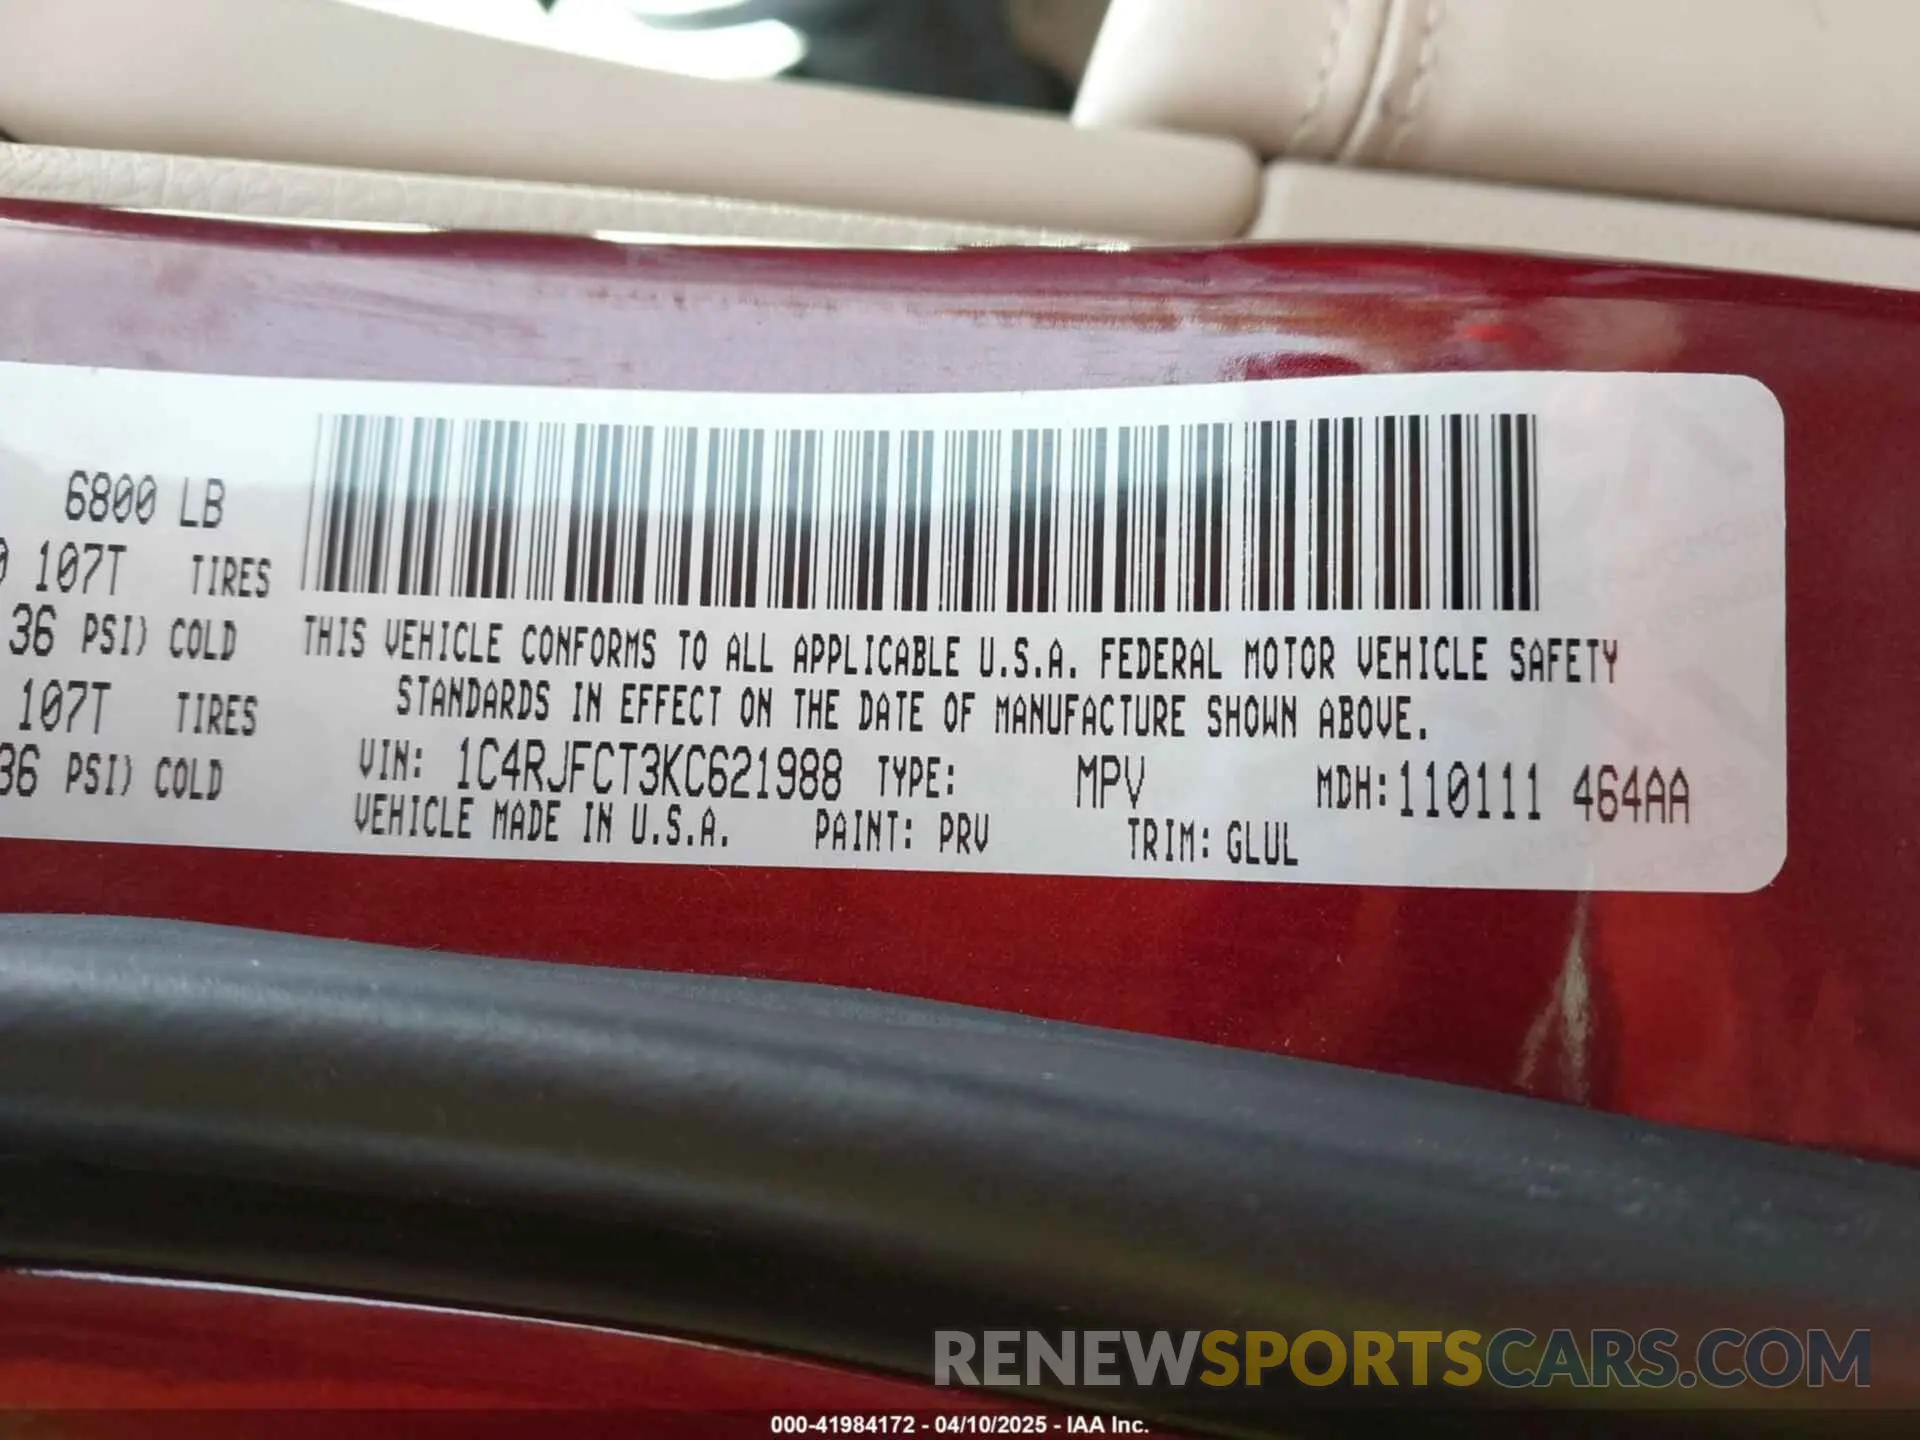 6800 LB
107T TIRES
36 PSI) COLD
107T TIRES
36 PSI) COLD
THIS VEHICLE CONFORMS TO ALL APPLICABLE U.S.A. FEDERAL MOTOR VEHICLE SAFETY
STANDARDS IN EFFECT ON THE DATE OF MANUFACTURE SHOWN ABOVE.
VIN: 1C4RJFCT3KC621988 TYPE: MPV MDH:110111 464AA
VEHICLE MADE IN U.S.A. PAINT: PRV TRIM: GLUL
RENEWSPORTSCARS.COM
000-41984172 - 04/10/2025 - IAA Inc.